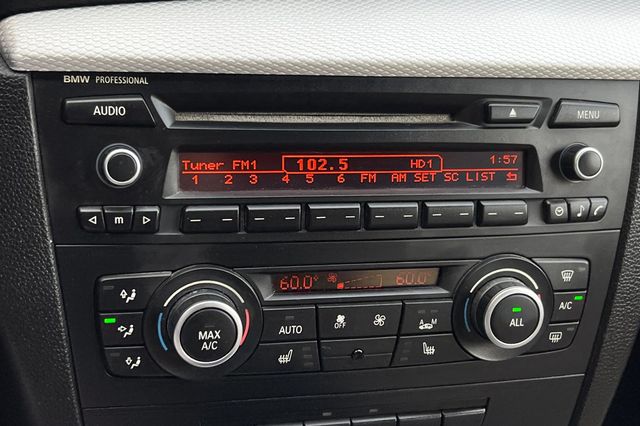 BMW PROFESSIONAL
AUDIO
MENU
Tuner FM1 102.5 HD1 1:57
1 2 3 4 5 6 FM AM SET SC LIST
m
60.0° 60.0°
OFF A M A/C
MAX A/C AUTO ALL